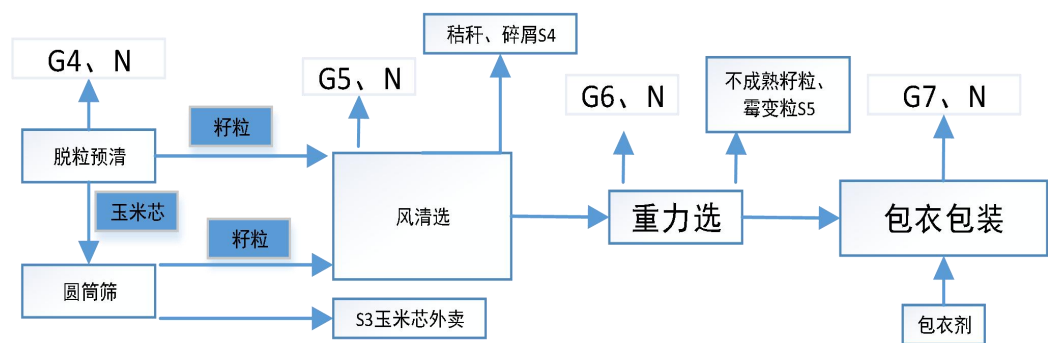 G4、N
脱粒预清
籽粒
玉米芯
圆筒筛
籽粒
S3玉米芯外卖
G5、N
秸秆、碎屑S4
风清选
G6、N
不成熟籽粒、
霉变粒S5
重力选
G7、N
包衣包装
包衣剂